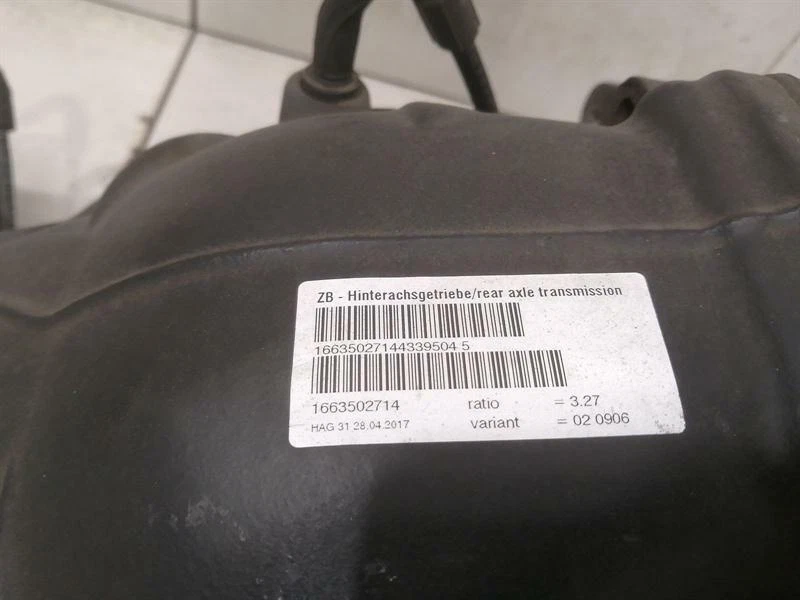 ZB - Hinterachsgetriebe/rear axle transmission
16635027144339504 5
1663502714 ratio = 3.27
HAG 31 28.04.2017 variant = 02 0906